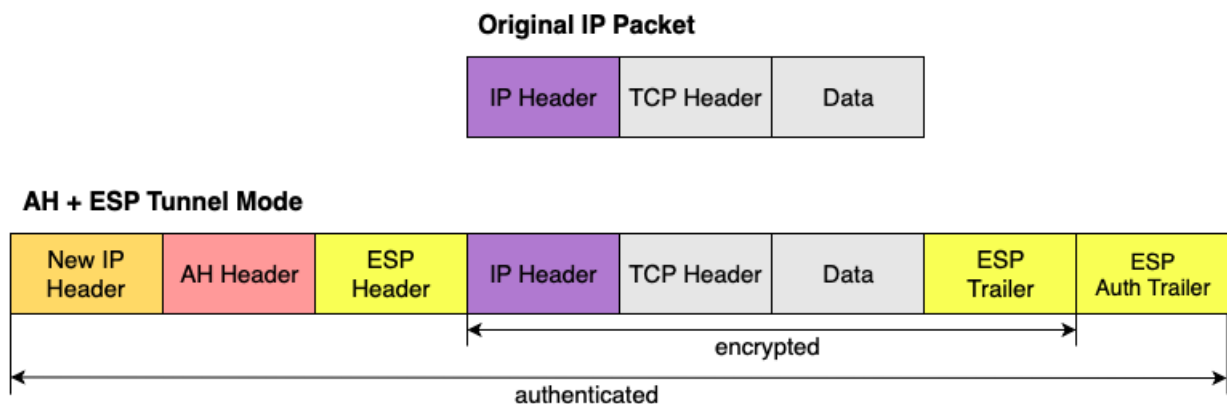 Original IP Packet
IP Header TCP Header Data
AH + ESP Tunnel Mode
New IP
Header
AH Header
ESP
Header
IP Header
TCP Header
Data
ESP
Trailer
ESP
Auth Trailer
encrypted
authenticated